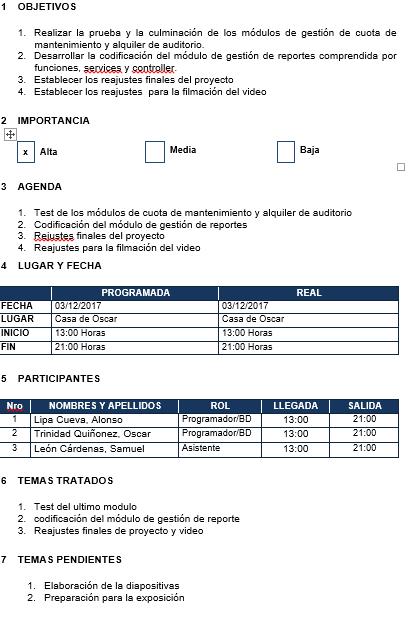 1 OBJETIVOS
1. Realizar la prueba y la culminación de los módulos de gestión de cuota de
mantenimiento y alquiler de auditorio.
2. Desarrollar la codificación del módulo de gestión de reportes comprendida por
funciones, services y controller.
3. Establecer los reajustes finales del proyecto
4. Establecer los reajustes para la filmación del video
2 IMPORTANCIA
x Alta Media Baja
3 AGENDA
1. Test de los módulos de cuota de mantenimiento y alquiler de auditorio
2. Codificación del módulo de gestión de reportes
3. Rejustes finales del proyecto
4. Reajustes para la filmación del video
4 LUGAR Y FECHA
PROGRAMADA REAL
FECHA 03/12/2017 03/12/2017
LUGAR Casa de Oscar Casa de Oscar
INICIO 13:00 Horas 13:00 Horas
FIN 21:00 Horas 21:00 Horas
5 PARTICIPANTES
Nro NOMBRES Y APELLIDOS ROL LLEGADA SALIDA
1 Lipa Cueva, Alonso Programador/BD 13:00 21:00
2 Trinidad Quiñonez, Oscar Programador/BD 13:00 21:00
3 León Cárdenas, Samuel Asistente 13:00 21:00
6 TEMAS TRATADOS
1. Test del ultimo modulo
2. codificación del módulo de gestión de reporte
3. Reajustes finales de proyecto y video
7 TEMAS PENDIENTES
1. Elaboración de la diapositivas
2. Preparación para la exposición